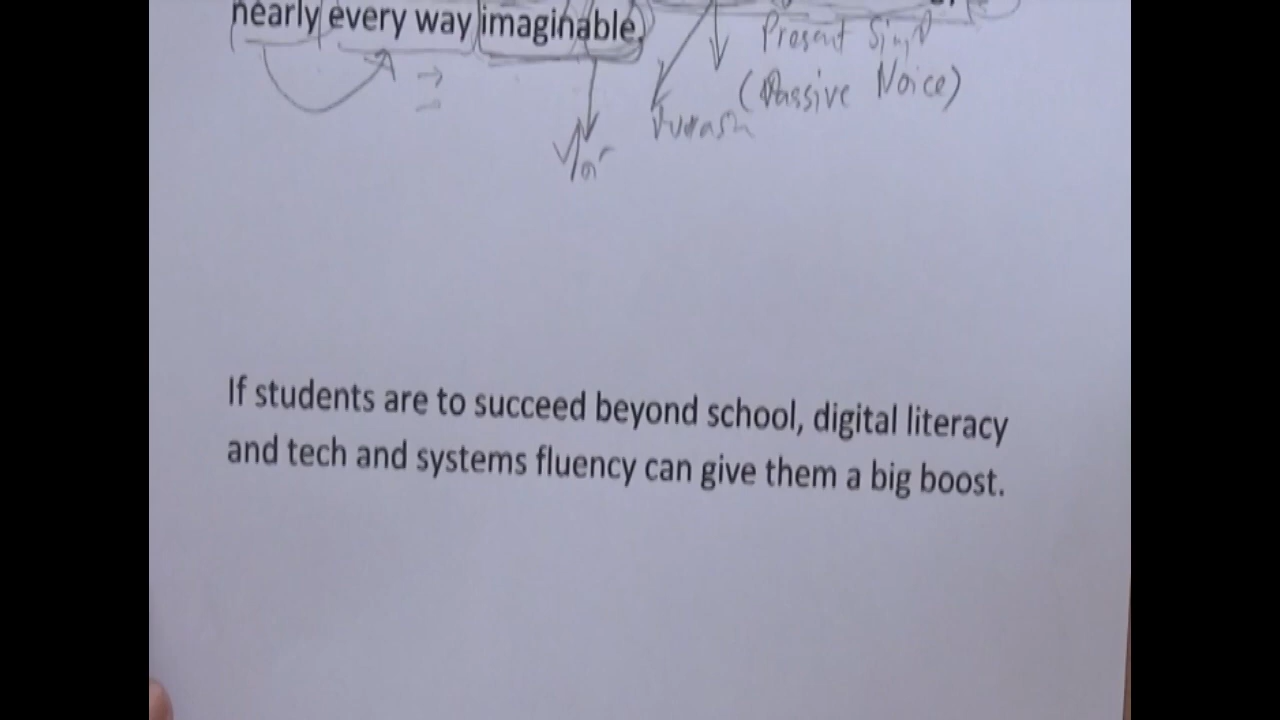 nearly every way imaginable.
Present
(Passive Voice)
If students are to succeed beyond school, digital literacy
and tech and systems fluency can give them a big boost.